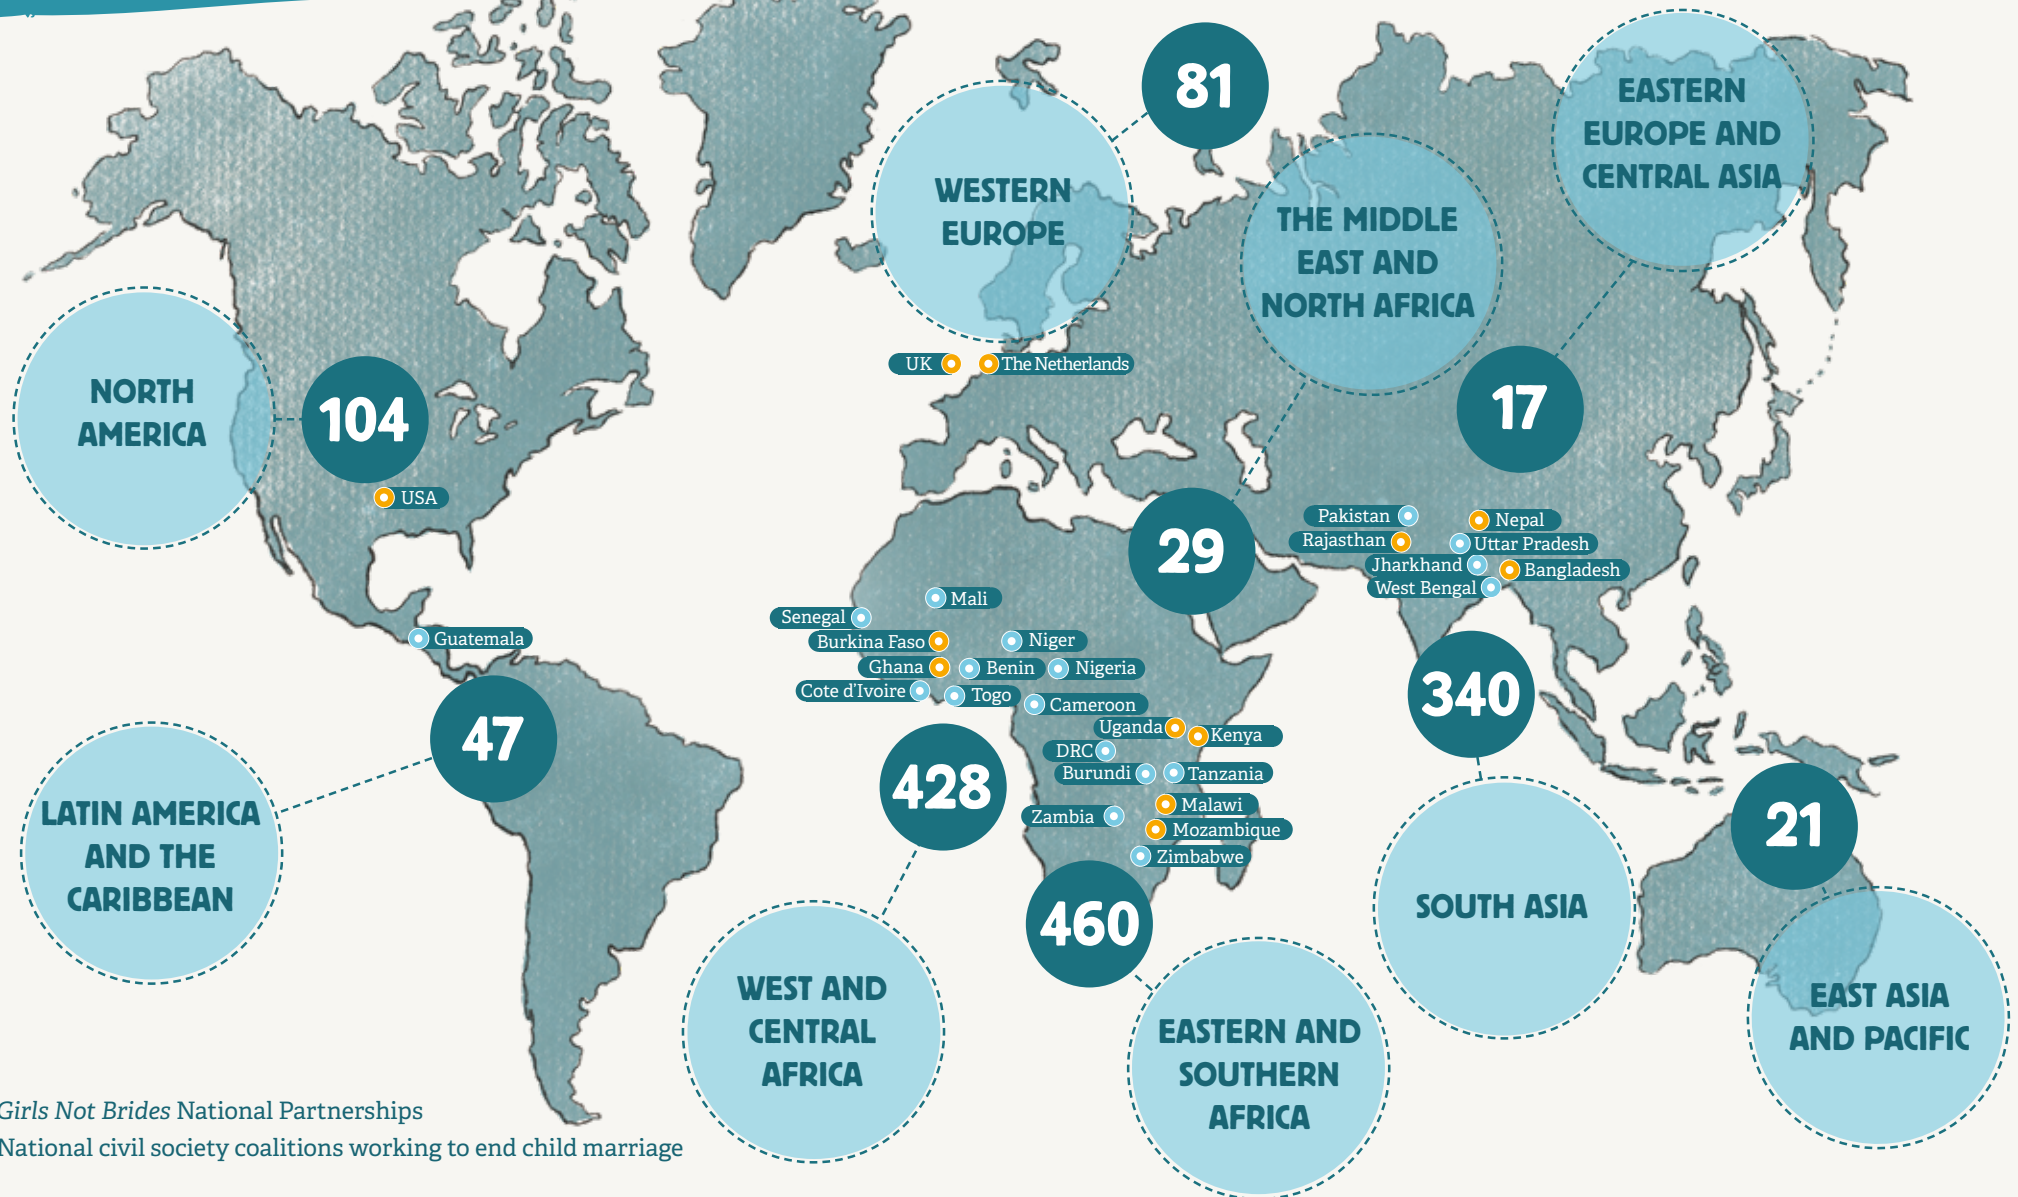 81
EASTERN
EUROPE AND
CENTRAL ASIA
WESTERN
EUROPE
THE MIDDLE
EAST AND
NORTH AFRICA
UK
The Netherlands
NORTH
AMERICA
104
17
USA
29
Pakistan
Nepal
Rajasthan
Uttar Pradesh
Jharkhand
Bangladesh
West Bengal
Mali
Senegal
Guatemala
Burkina Faso
Niger
Ghana
Benin
Nigeria
Cote d'Ivoire
Togo
Cameroon
47
340
Uganda
Kenya
DRC
Burundi
Tanzania
428
Malawi
Zambia
Mozambique
21
Zimbabwe
LATIN AMERICA
AND THE
CARIBBEAN
460
SOUTH ASIA
WEST AND
CENTRAL
AFRICA
EASTERN AND
SOUTHERN
AFRICA
EAST ASIA
AND PACIFIC
Girls Not Brides National Partnerships
National civil society coalitions working to end child marriage